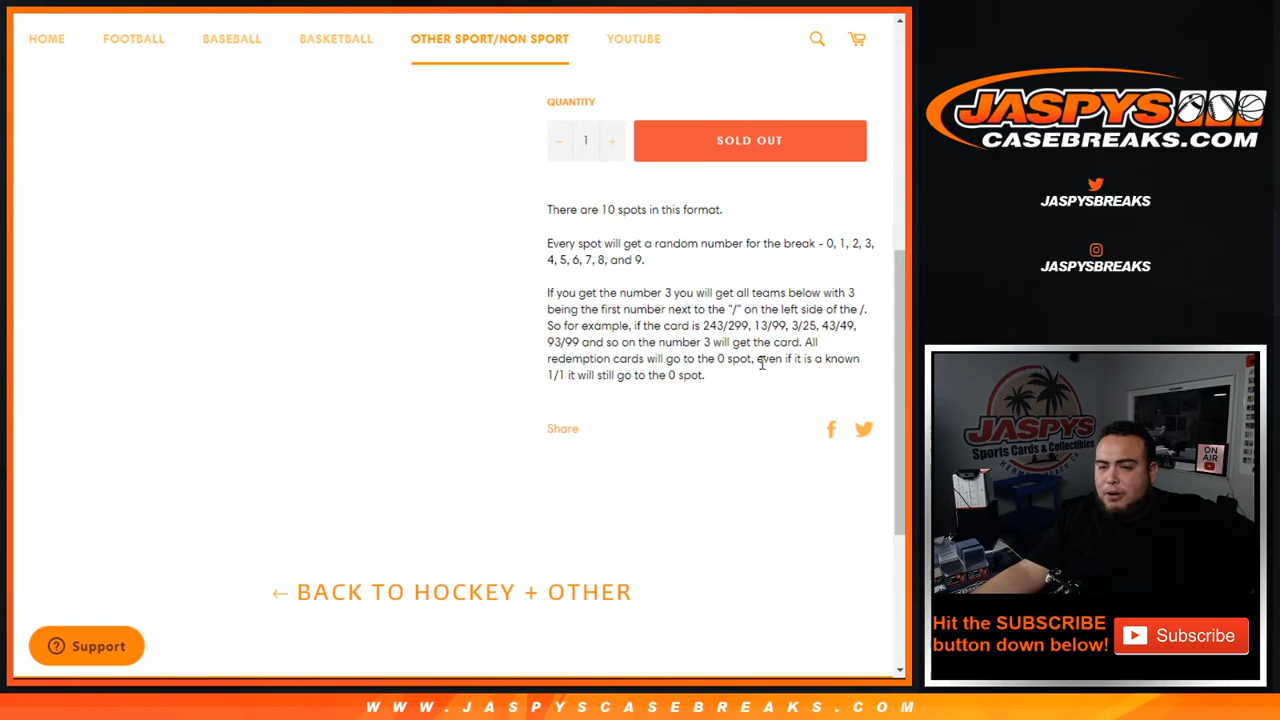 HOME FOOTBALL BASEBALL BASKETBALL OTHER SPORT/NON SPORT YOUTUBE
QUANTITY
− 1 + SOLD OUT
There are 10 spots in this format.
Every spot will get a random number for the break - 0, 1, 2, 3,
4, 5, 6, 7, 8, and 9.
If you get the number 3 you will get all teams below with 3
being the first number next to the "/" on the left side of the /.
So for example, if the card is 243/299, 13/99, 3/25, 43/49,
93/99 and so on the number 3 will get the card. All
redemption cards will go to the 0 spot, even if it is a known
1/1 it will still go to the 0 spot.
Share
← BACK TO HOCKEY + OTHER
Support
JASPYS
CASEBREAKS.COM
JASPYSBREAKS
JASPYSBREAKS
JASPYS
Sports Cards & Collectibles
HERMOSA BEACH, CA
ON
AIR
Hit the SUBSCRIBE
button down below!
Subscribe
WWW.JASPYSCASEBREAKS.COM